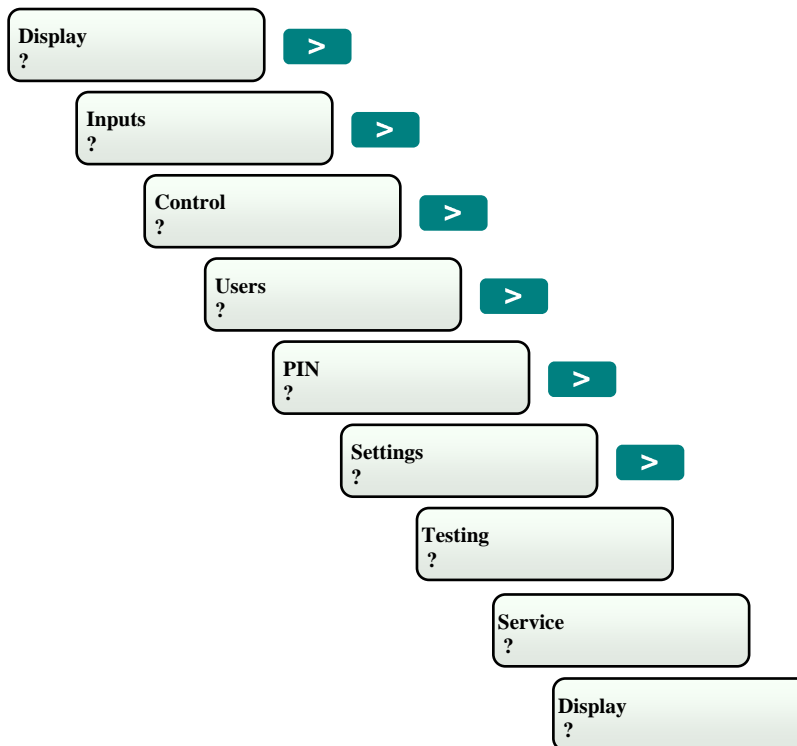 Display
?
>
Inputs
?
>
Control
?
>
Users
?
>
PIN
?
>
Settings
?
>
Testing
?
Service
?
Display
?